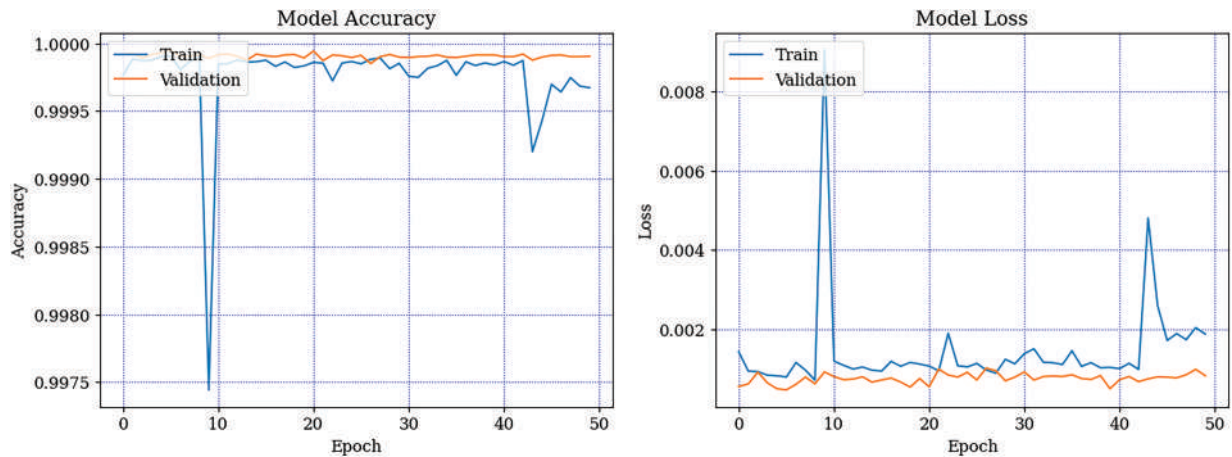 Model Accuracy
1.0000
0.9995
0.9990
0.9985
0.9980
0.9975
Accuracy
Train
Validation
0 10 20 30 40 50
Epoch
Model Loss
0.008
0.006
0.004
0.002
Loss
Train
Validation
0 10 20 30 40 50
Epoch